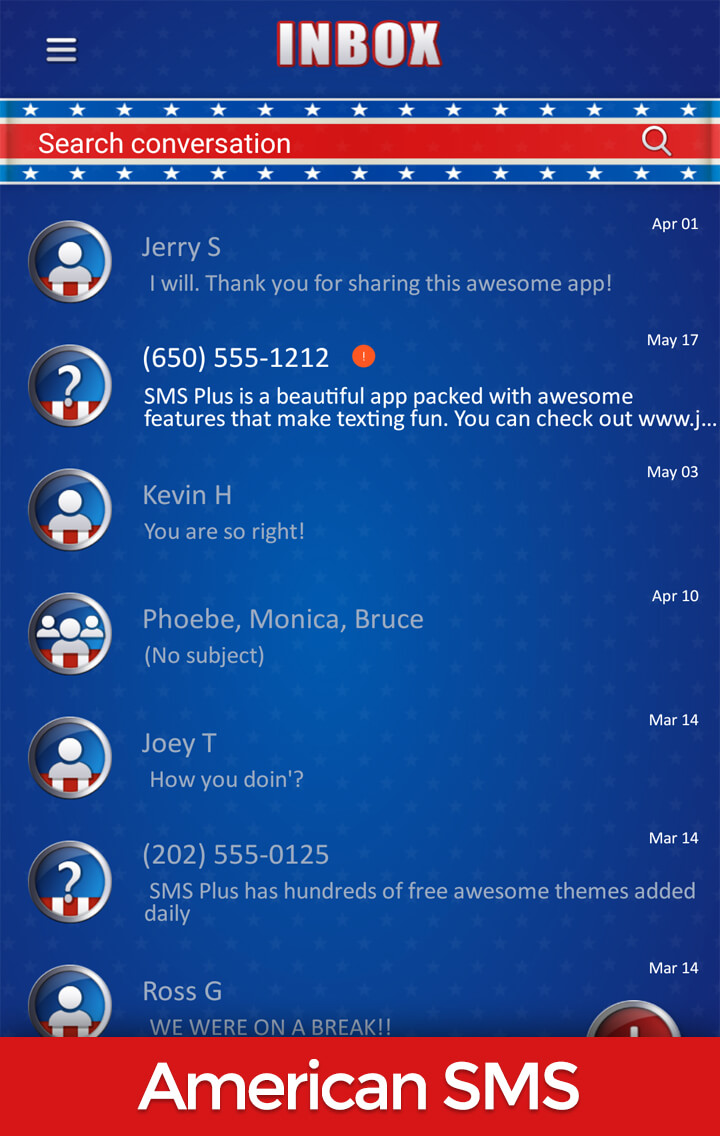 INBOX
Search conversation
Apr 01
Jerry S
I will. Thank you for sharing this awesome app!
May 17
(650) 555-1212 !
SMS Plus is a beautiful app packed with awesome
features that make texting fun. You can check out www.j...
May 03
Kevin H
You are so right!
Apr 10
Phoebe, Monica, Bruce
(No subject)
Mar 14
Joey T
How you doin'?
Mar 14
(202) 555-0125
SMS Plus has hundreds of free awesome themes added
daily
Mar 14
Ross G
WE WERE ON A BREAK!!
American SMS